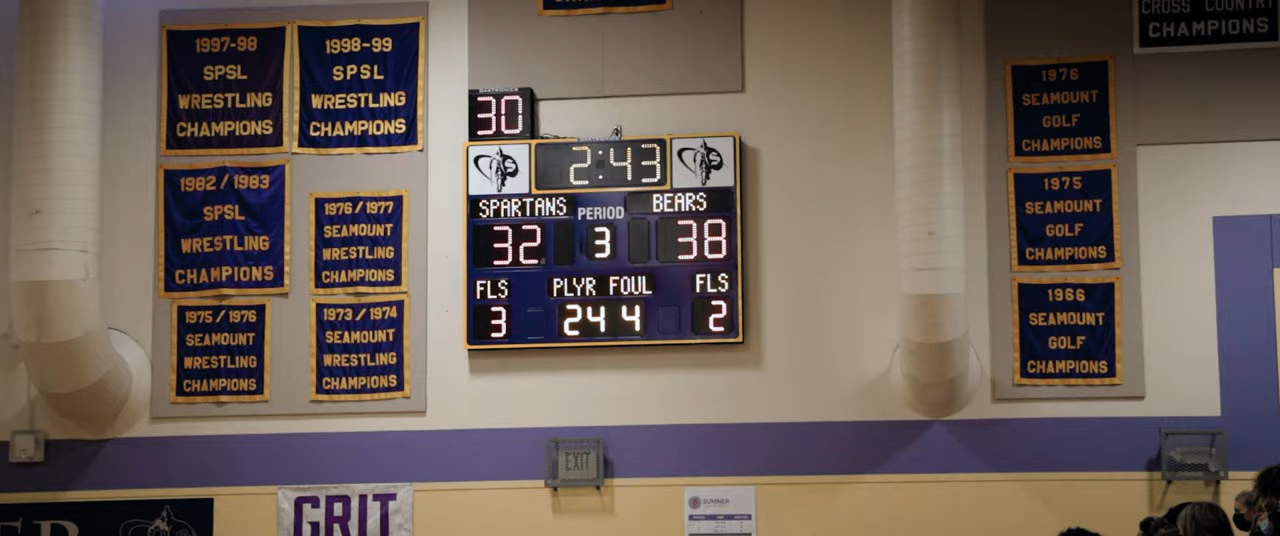 CROSS COUNTRY
CHAMPIONS
1997-98
SPSL
WRESTLING
CHAMPIONS
1998-99
SPSL
WRESTLING
CHAMPIONS
1982 / 1983
SPSL
WRESTLING
CHAMPIONS
1976 / 1977
SEAMOUNT
WRESTLING
CHAMPIONS
1975 / 1976
SEAMOUNT
WRESTLING
CHAMPIONS
1973 / 1974
SEAMOUNT
WRESTLING
CHAMPIONS
DAKTRONICS
30
2:43
SPARTANS
PERIOD
BEARS
32
3
38
FLS
PLYR FOUL
FLS
3
24 4
2
1976
SEAMOUNT
GOLF
CHAMPIONS
1975
SEAMOUNT
GOLF
CHAMPIONS
1966
SEAMOUNT
GOLF
CHAMPIONS
EXIT
GRIT
SUMNER